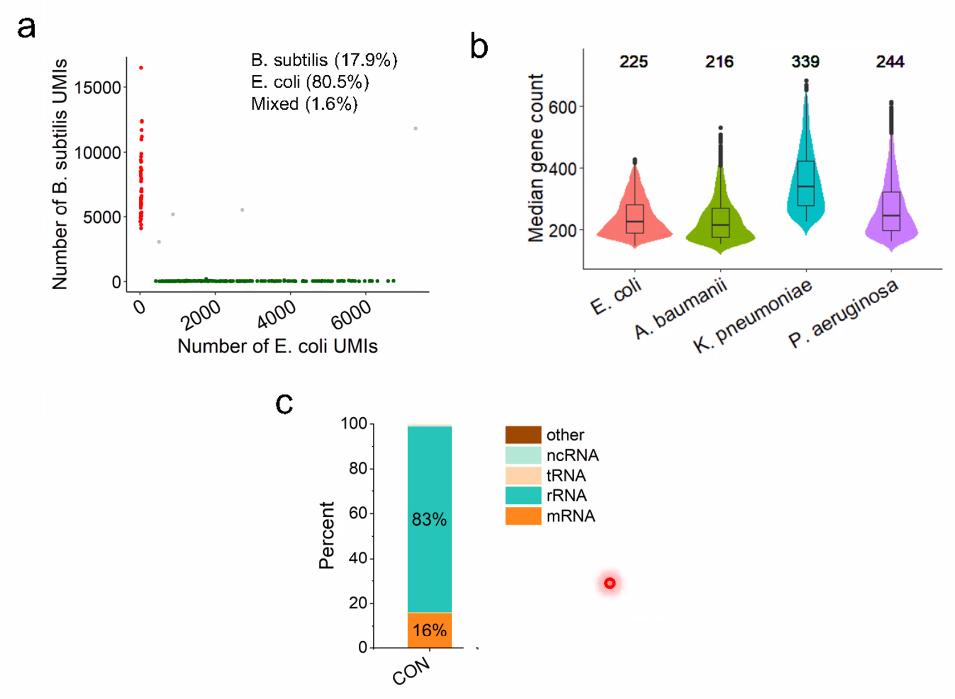 a
Number of B. subtilis UMIs
15000
10000
5000
0
B. subtilis (17.9%)
E. coli (80.5%)
Mixed (1.6%)
0
2000
4000
6000
Number of E. coli UMIs
b
Median gene count
600
400
200
225
216
339
244
E. coli
A. baumanii
K. pneumoniae
P. aeruginosa
c
Percent
100
80
60
40
20
0
83%
16%
CON
other
ncRNA
tRNA
rRNA
mRNA